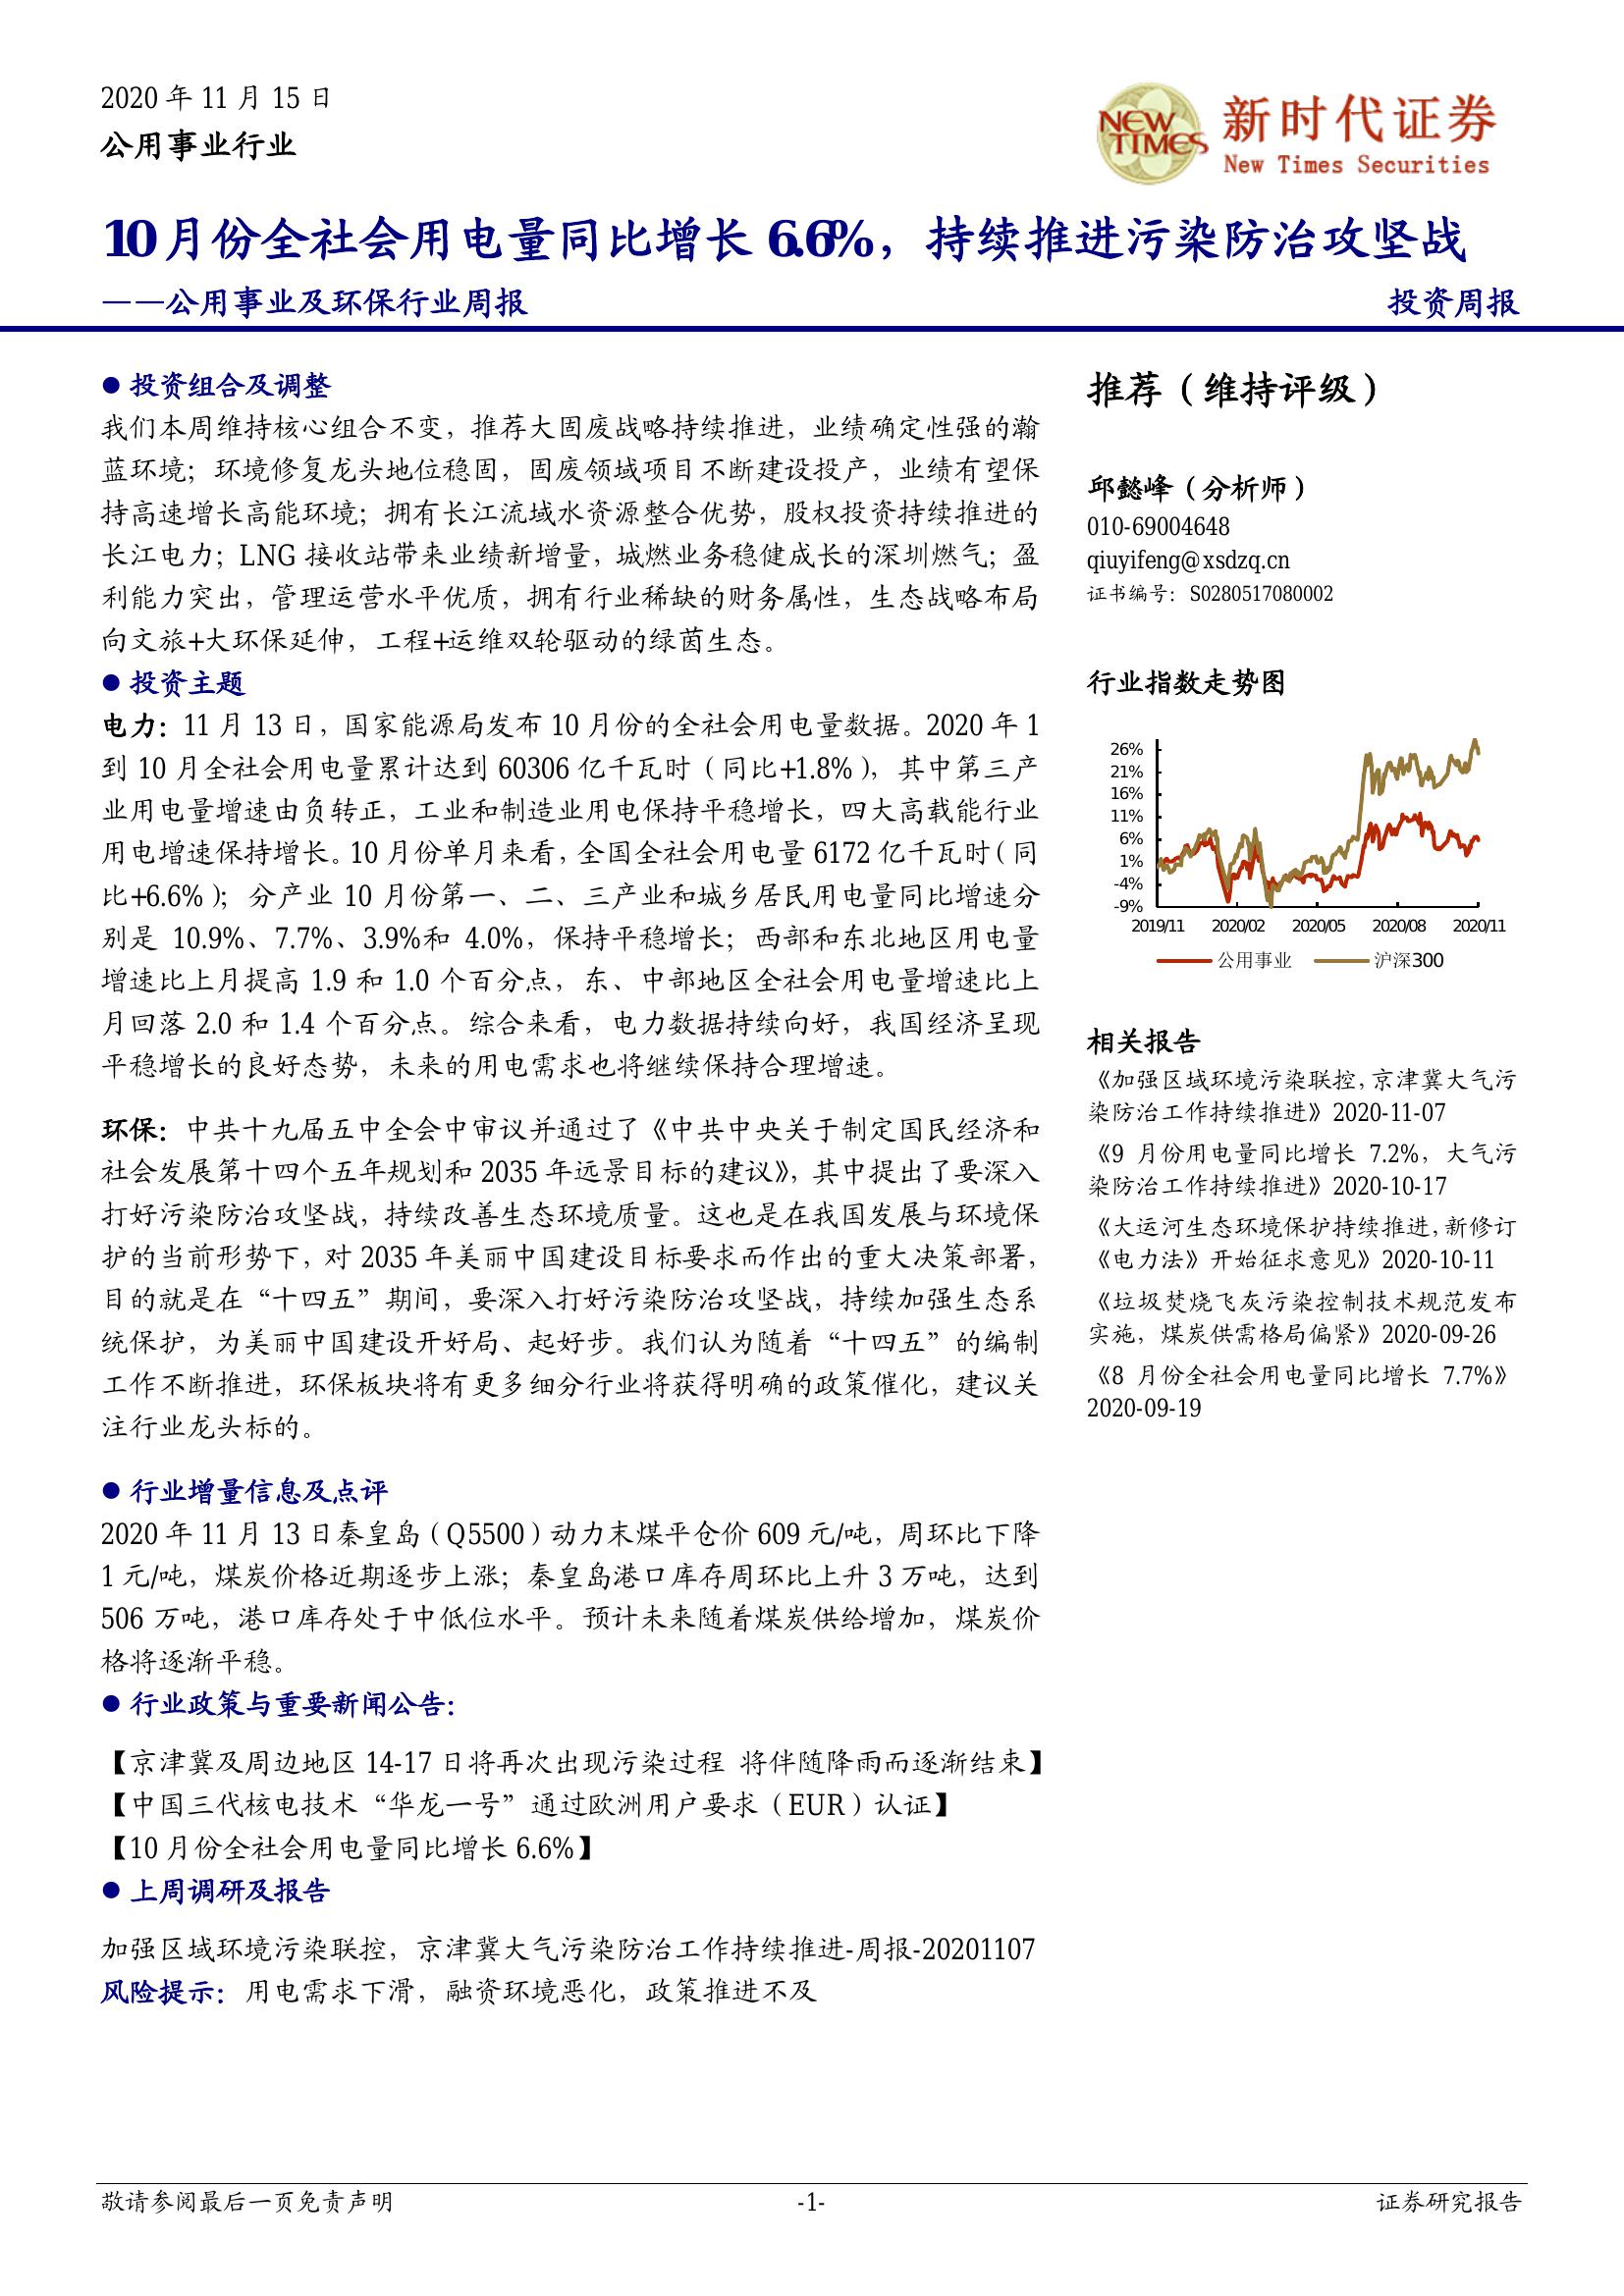 2020 年 11 月 15 日
公用事业行业
NEW TIMES
新时代证券
New Times Securities
10 月份全社会用电量同比增长 6.6%，持续推进污染防治攻坚战
——公用事业及环保行业周报
投资周报
● 投资组合及调整
我们本周维持核心组合不变，推荐大固废战略持续推进，业绩确定性强的瀚
蓝环境；环境修复龙头地位稳固，固废领域项目不断建设投产，业绩有望保
持高速增长高能环境；拥有长江流域水资源整合优势，股权投资持续推进的
长江电力；LNG 接收站带来业绩新增量，城燃业务稳健成长的深圳燃气；盈
利能力突出，管理运营水平优质，拥有行业稀缺的财务属性，生态战略布局
向文旅+大环保延伸，工程+运维双轮驱动的绿茵生态。
● 投资主题
电力：11 月 13 日，国家能源局发布 10 月份的全社会用电量数据。2020 年 1
到 10 月全社会用电量累计达到 60306 亿千瓦时（同比+1.8%），其中第三产
业用电量增速由负转正，工业和制造业用电保持平稳增长，四大高载能行业
用电增速保持增长。10 月份单月来看，全国全社会用电量 6172 亿千瓦时（同
比+6.6%）；分产业 10 月份第一、二、三产业和城乡居民用电量同比增速分
别是 10.9%、7.7%、3.9%和 4.0%，保持平稳增长；西部和东北地区用电量
增速比上月提高 1.9 和 1.0 个百分点，东、中部地区全社会用电量增速比上
月回落 2.0 和 1.4 个百分点。综合来看，电力数据持续向好，我国经济呈现
平稳增长的良好态势，未来的用电需求也将继续保持合理增速。
环保：中共十九届五中全会中审议并通过了《中共中央关于制定国民经济和
社会发展第十四个五年规划和 2035 年远景目标的建议》，其中提出了要深入
打好污染防治攻坚战，持续改善生态环境质量。这也是在我国发展与环境保
护的当前形势下，对 2035 年美丽中国建设目标要求而作出的重大决策部署，
目的就是在“十四五”期间，要深入打好污染防治攻坚战，持续加强生态系
统保护，为美丽中国建设开好局、起好步。我们认为随着“十四五”的编制
工作不断推进，环保板块将有更多细分行业将获得明确的政策催化，建议关
注行业龙头标的。
● 行业增量信息及点评
2020 年 11 月 13 日秦皇岛（Q5500）动力末煤平仓价 609 元/吨，周环比下降
1 元/吨，煤炭价格近期逐步上涨；秦皇岛港口库存周环比上升 3 万吨，达到
506 万吨，港口库存处于中低位水平。预计未来随着煤炭供给增加，煤炭价
格将逐渐平稳。
● 行业政策与重要新闻公告：
【京津冀及周边地区 14-17 日将再次出现污染过程 将伴随降雨而逐渐结束】
【中国三代核电技术“华龙一号”通过欧洲用户要求（EUR）认证】
【10 月份全社会用电量同比增长 6.6%】
● 上周调研及报告
加强区域环境污染联控，京津冀大气污染防治工作持续推进-周报-20201107
风险提示：用电需求下滑，融资环境恶化，政策推进不及
推荐（维持评级）
邱懿峰（分析师）
010-69004648
qiuyifeng@xsdzq.cn
证书编号：S0280517080002
行业指数走势图
26%
21%
16%
11%
6%
1%
-4%
-9%
2019/11 2020/02 2020/05 2020/08 2020/11
公用事业 沪深300
相关报告
《加强区域环境污染联控，京津冀大气污
染防治工作持续推进》2020-11-07
《9 月份用电量同比增长 7.2%，大气污
染防治工作持续推进》2020-10-17
《大运河生态环境保护持续推进，新修订
《电力法》开始征求意见》2020-10-11
《垃圾焚烧飞灰污染控制技术规范发布
实施，煤炭供需格局偏紧》2020-09-26
《8 月份全社会用电量同比增长 7.7%》
2020-09-19
敬请参阅最后一页免责声明
-1-
证券研究报告